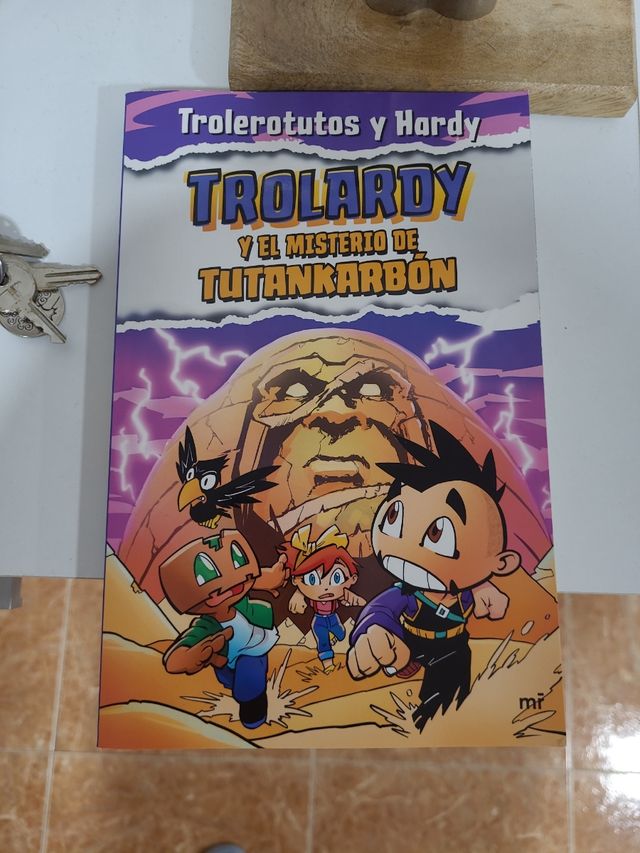 Trolerotutos y Hardy
TROLARDY
Y EL MISTERIO DE
TUTANKARBÓN
mr